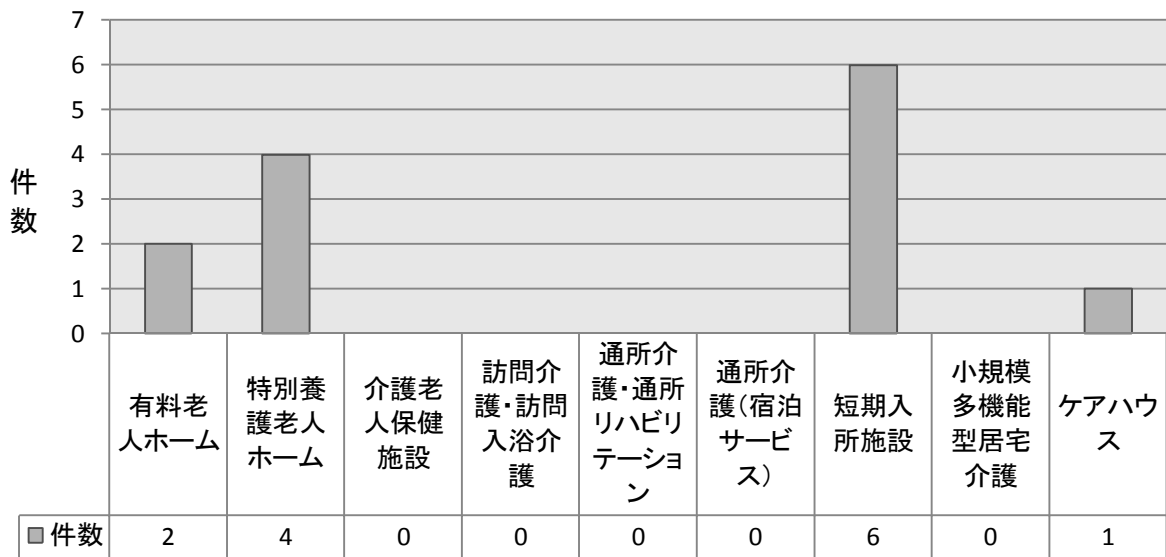 7
6
5
4
3
2
1
0
件
数
有料老
人ホーム
特別養
護老人
ホーム
介護老
人保健
施設
訪問介
護・訪問
入浴介
護
通所介
護・通所
リハビリ
テーショ
ン
通所介
護(宿泊
サービ
ス)
短期入
所施設
小規模
多機能
型居宅
介護
ケアハウ
ス
件数 2 4 0 0 0 0 6 0 1